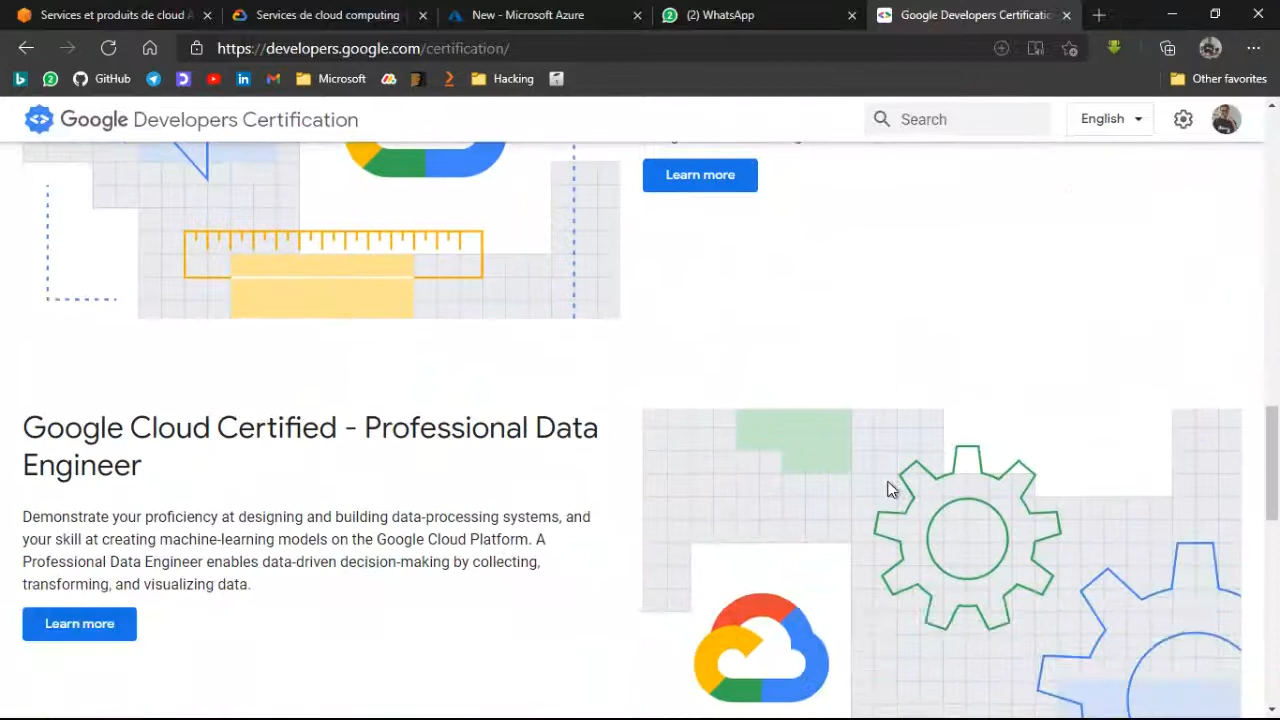 Services et produits de cloud A
Services de cloud computing
New - Microsoft Azure
(2) WhatsApp
Google Developers Certificatio
https://developers.google.com/certification/
GitHub
Microsoft
Hacking
Other favorites
Google Developers Certification
Search
English
Learn more
Google Cloud Certified - Professional Data
Engineer
Demonstrate your proficiency at designing and building data-processing systems, and
your skill at creating machine-learning models on the Google Cloud Platform. A
Professional Data Engineer enables data-driven decision-making by collecting,
transforming, and visualizing data.
Learn more